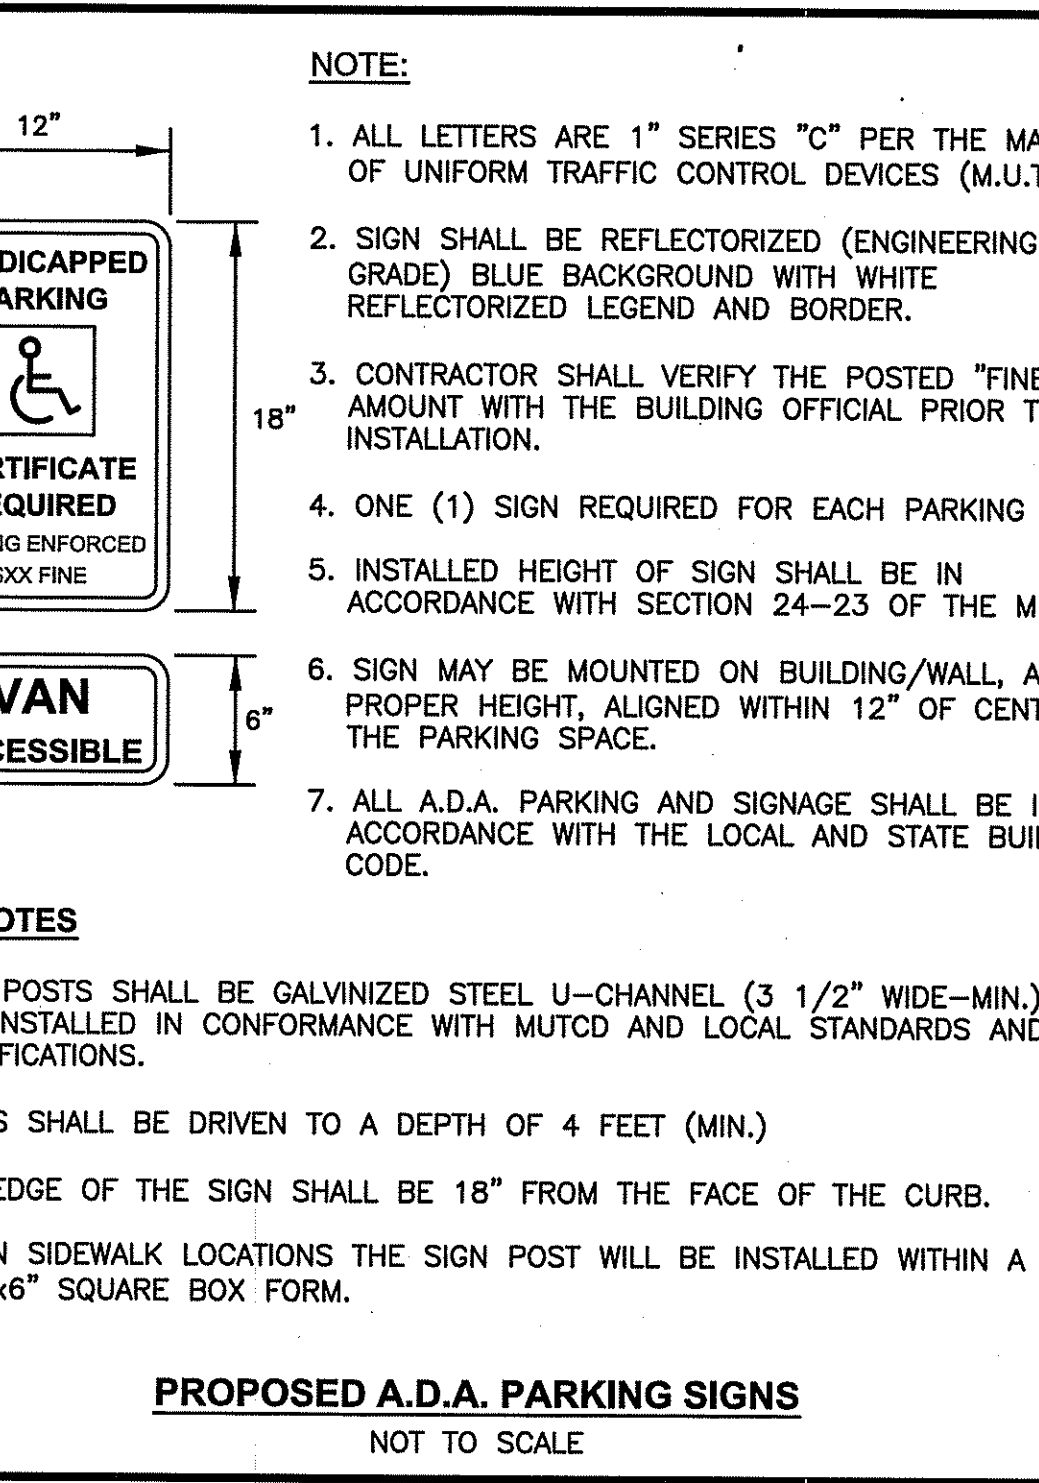 12"
DICAPPED
ARKING
RTIFICATE
EQUIRED
NG ENFORCED
XX FINE
18"
VAN
CESSIBLE
6"
NOTE:
1. ALL LETTERS ARE 1" SERIES "C" PER THE MA
OF UNIFORM TRAFFIC CONTROL DEVICES (M.U.T
2. SIGN SHALL BE REFLECTORIZED (ENGINEERING
GRADE) BLUE BACKGROUND WITH WHITE
REFLECTORIZED LEGEND AND BORDER.
3. CONTRACTOR SHALL VERIFY THE POSTED "FINE
AMOUNT WITH THE BUILDING OFFICIAL PRIOR T
INSTALLATION.
4. ONE (1) SIGN REQUIRED FOR EACH PARKING
5. INSTALLED HEIGHT OF SIGN SHALL BE IN
ACCORDANCE WITH SECTION 24-23 OF THE M
6. SIGN MAY BE MOUNTED ON BUILDING/WALL, A
PROPER HEIGHT, ALIGNED WITHIN 12" OF CENT
THE PARKING SPACE.
7. ALL A.D.A. PARKING AND SIGNAGE SHALL BE I
ACCORDANCE WITH THE LOCAL AND STATE BUIL
CODE.
OTES
POSTS SHALL BE GALVINIZED STEEL U-CHANNEL (3 1/2" WIDE-MIN.)
INSTALLED IN CONFORMANCE WITH MUTCD AND LOCAL STANDARDS AND
FICATIONS.
S SHALL BE DRIVEN TO A DEPTH OF 4 FEET (MIN.)
EDGE OF THE SIGN SHALL BE 18" FROM THE FACE OF THE CURB.
N SIDEWALK LOCATIONS THE SIGN POST WILL BE INSTALLED WITHIN A
x6" SQUARE BOX FORM.
PROPOSED A.D.A. PARKING SIGNS
NOT TO SCALE